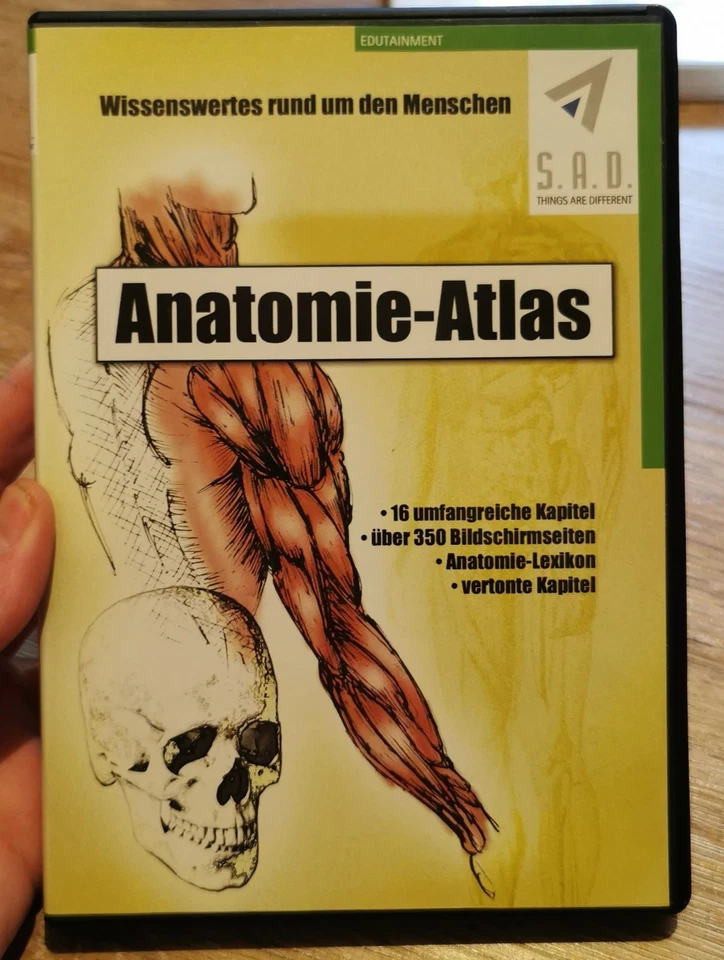 EDUTAINMENT
Wissenswertes rund um den Menschen
S.A.D.
THINGS ARE DIFFERENT
Anatomie-Atlas
• 16 umfangreiche Kapitel
• über 350 Bildschirmseiten
• Anatomie-Lexikon
• vertonte Kapitel